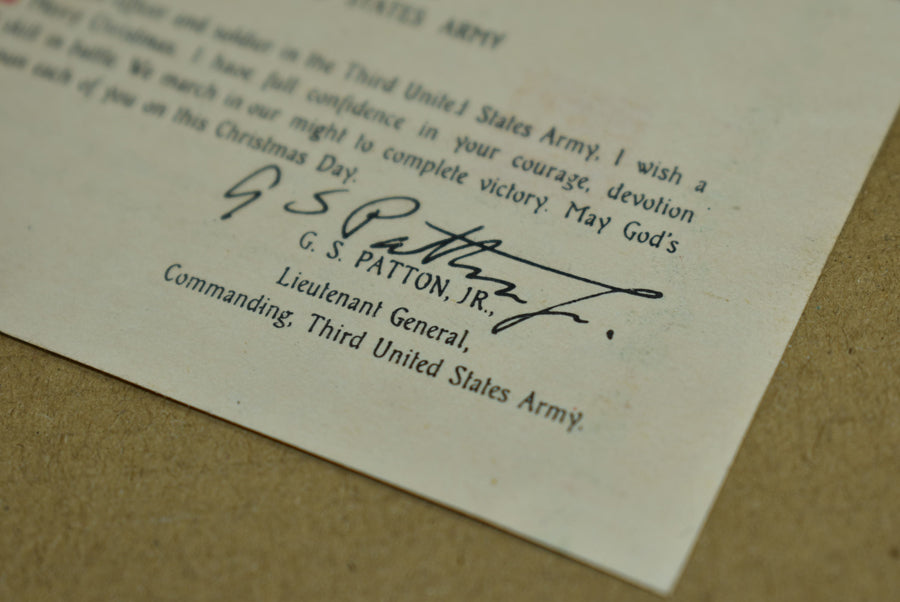 STATES ARMY
officer and soldier in the Third United States Army, I wish a
Merry Christmas. I have full confidence in your courage, devotion
skill in battle. We march in our might to complete victory. May God's
each of you on this Christmas Day.
G S Patton Jr.
G. S. PATTON, JR.,
Lieutenant General,
Commanding, Third United States Army.